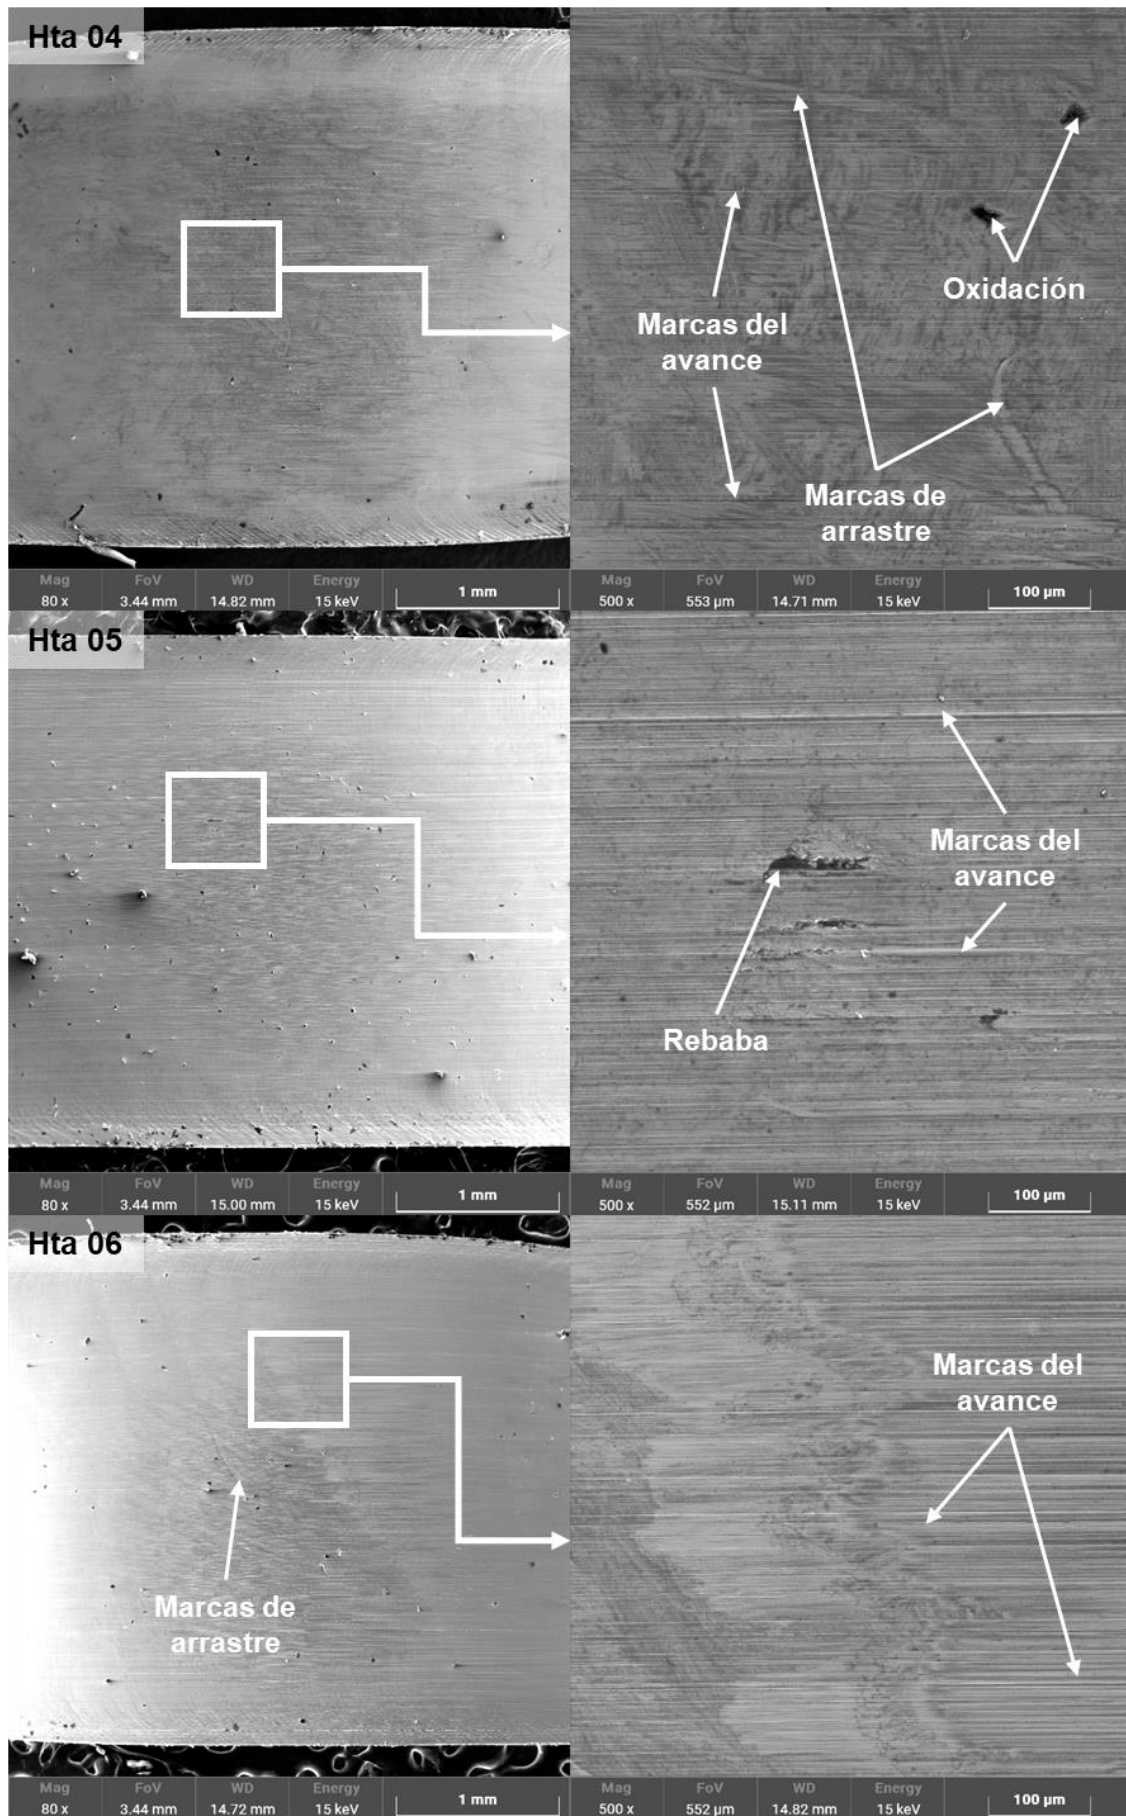 Hta 04
Oxidación
Marcas del
avance
Marcas de
arrastre
Mag FoV WD Energy
80 x 3.44 mm 14.82 mm 15 keV 1 mm
Mag FoV WD Energy
500 x 553 µm 14.71 mm 15 keV 100 µm
Hta 05
Marcas del
avance
Rebaba
Mag FoV WD Energy
80 x 3.44 mm 15.00 mm 15 keV 1 mm
Mag FoV WD Energy
500 x 552 µm 15.11 mm 15 keV 100 µm
Hta 06
Marcas de
arrastre
Marcas del
avance
Mag FoV WD Energy
80 x 3.44 mm 14.72 mm 15 keV 1 mm
Mag FoV WD Energy
500 x 552 µm 14.82 mm 15 keV 100 µm